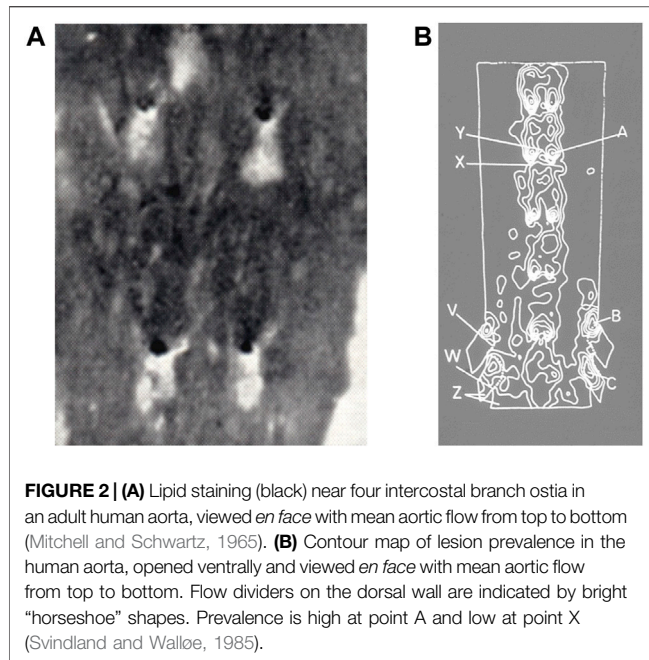 A
B
Y
A
X
V
B
W
C
Z
FIGURE 2 | (A) Lipid staining (black) near four intercostal branch ostia in
an adult human aorta, viewed en face with mean aortic flow from top to bottom
(Mitchell and Schwartz, 1965). (B) Contour map of lesion prevalence in the
human aorta, opened ventrally and viewed en face with mean aortic flow
from top to bottom. Flow dividers on the dorsal wall are indicated by bright
“horseshoe” shapes. Prevalence is high at point A and low at point X
(Svindland and Walløe, 1985).